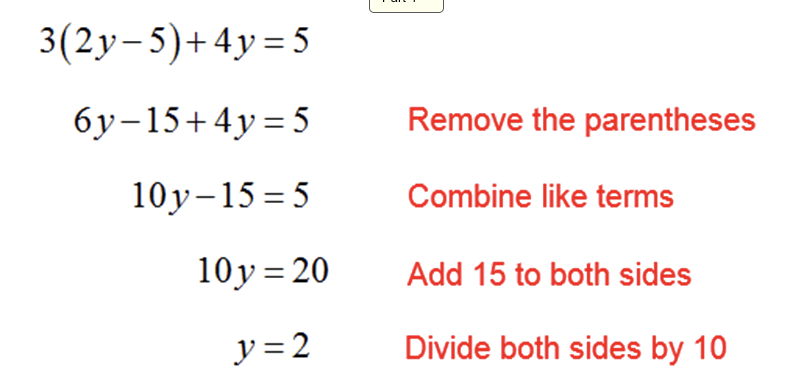 3(2y−5)+4y=5
6y−15+4y=5 Remove the parentheses
10y−15=5 Combine like terms
10y=20 Add 15 to both sides
y=2 Divide both sides by 10